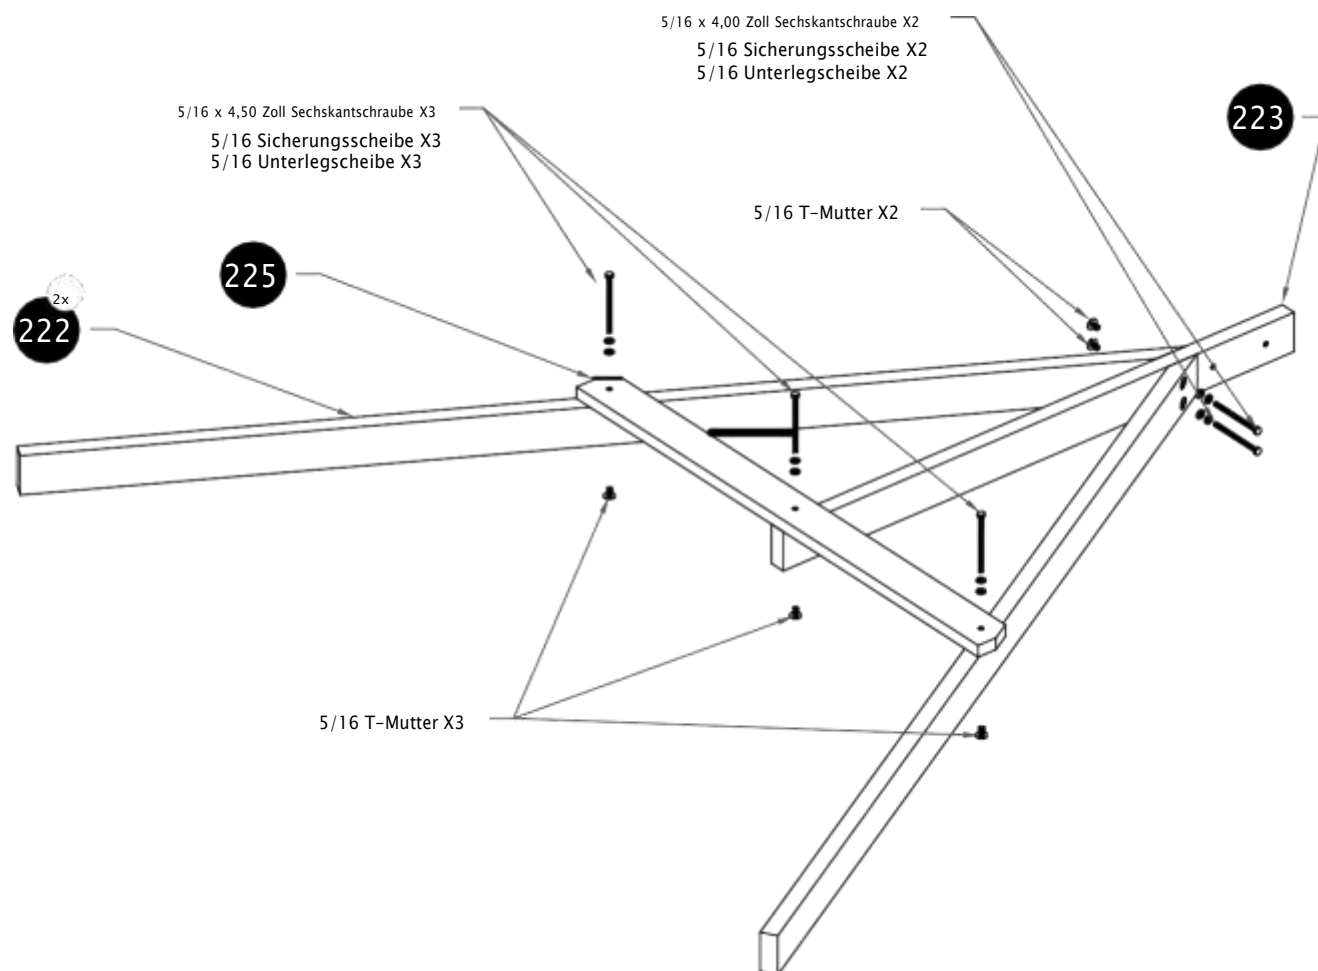 5/16 x 4,00 Zoll Sechskantschraube X2
5/16 Sicherungsscheibe X2
5/16 Unterlegscheibe X2
223
5/16 x 4,50 Zoll Sechskantschraube X3
5/16 Sicherungsscheibe X3
5/16 Unterlegscheibe X3
5/16 T-Mutter X2
225
2x
222
5/16 T-Mutter X3